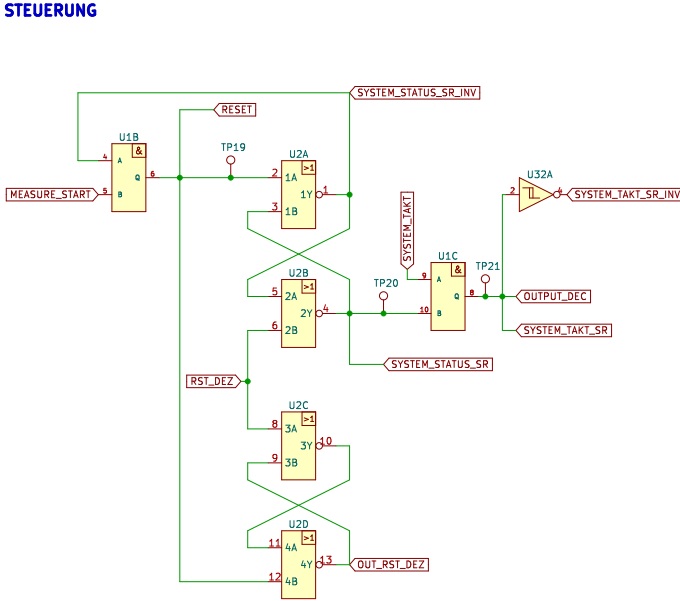 STEUERUNG
SYSTEM_STATUS_SR_INV
RESET
U1B
&
4 A
Q 6
MEASURE_START 5 B
TP19
U2A
>1
2 1A
1Y 1
3 1B
U32A
2 4 SYSTEM_TAKT_SR_INV
SYSTEM_TAKT
U1C
&
9 A
Q 8
10 B
TP21
TP20
U2B
>1
5 2A
2Y 4
6 2B
OUTPUT_DEC
SYSTEM_TAKT_SR
SYSTEM_STATUS_SR
RST_DEZ
U2C
>1
8 3A
3Y 10
9 3B
U2D
>1
11 4A
4Y 13 OUT_RST_DEZ
12 4B